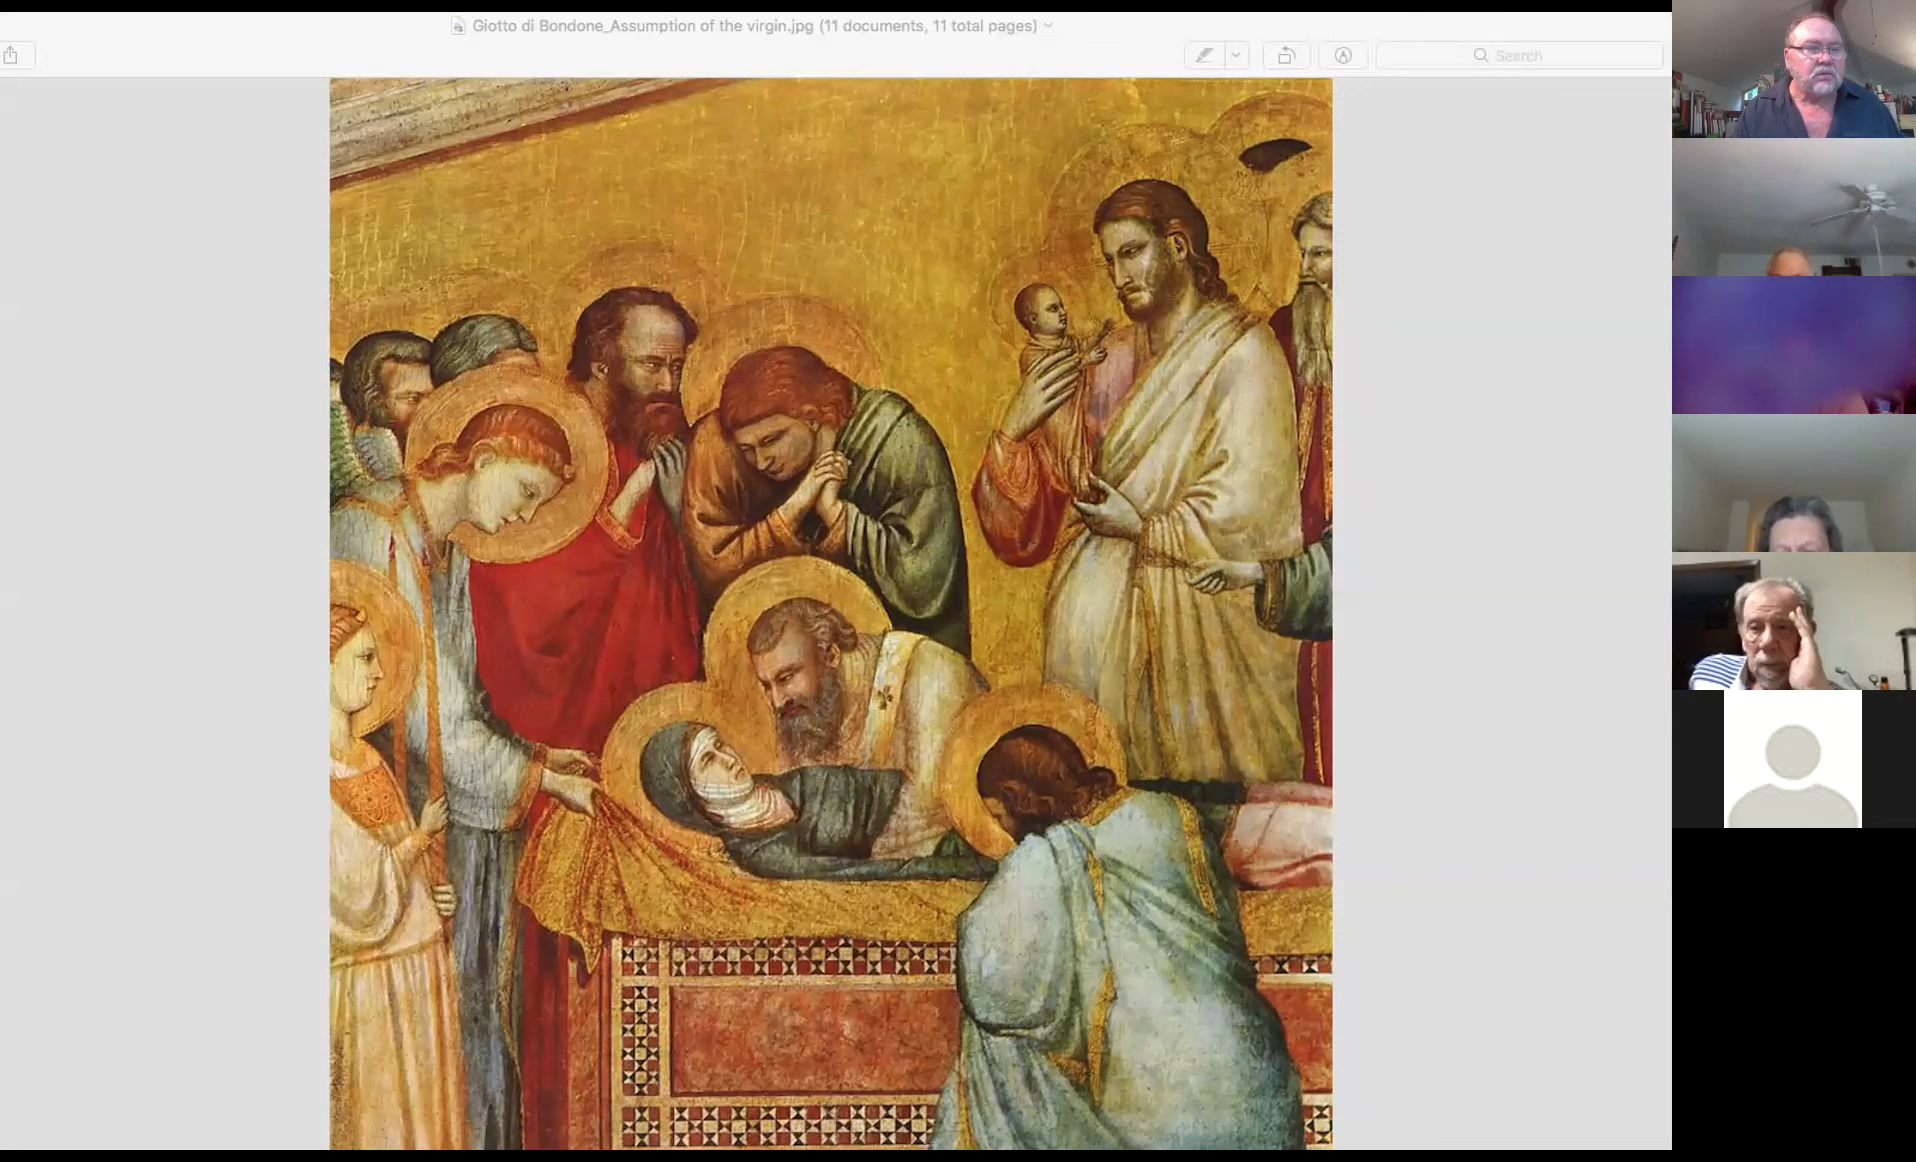 Giotto di Bondone_Assumption of the virgin.jpg (11 documents, 11 total pages)
Search